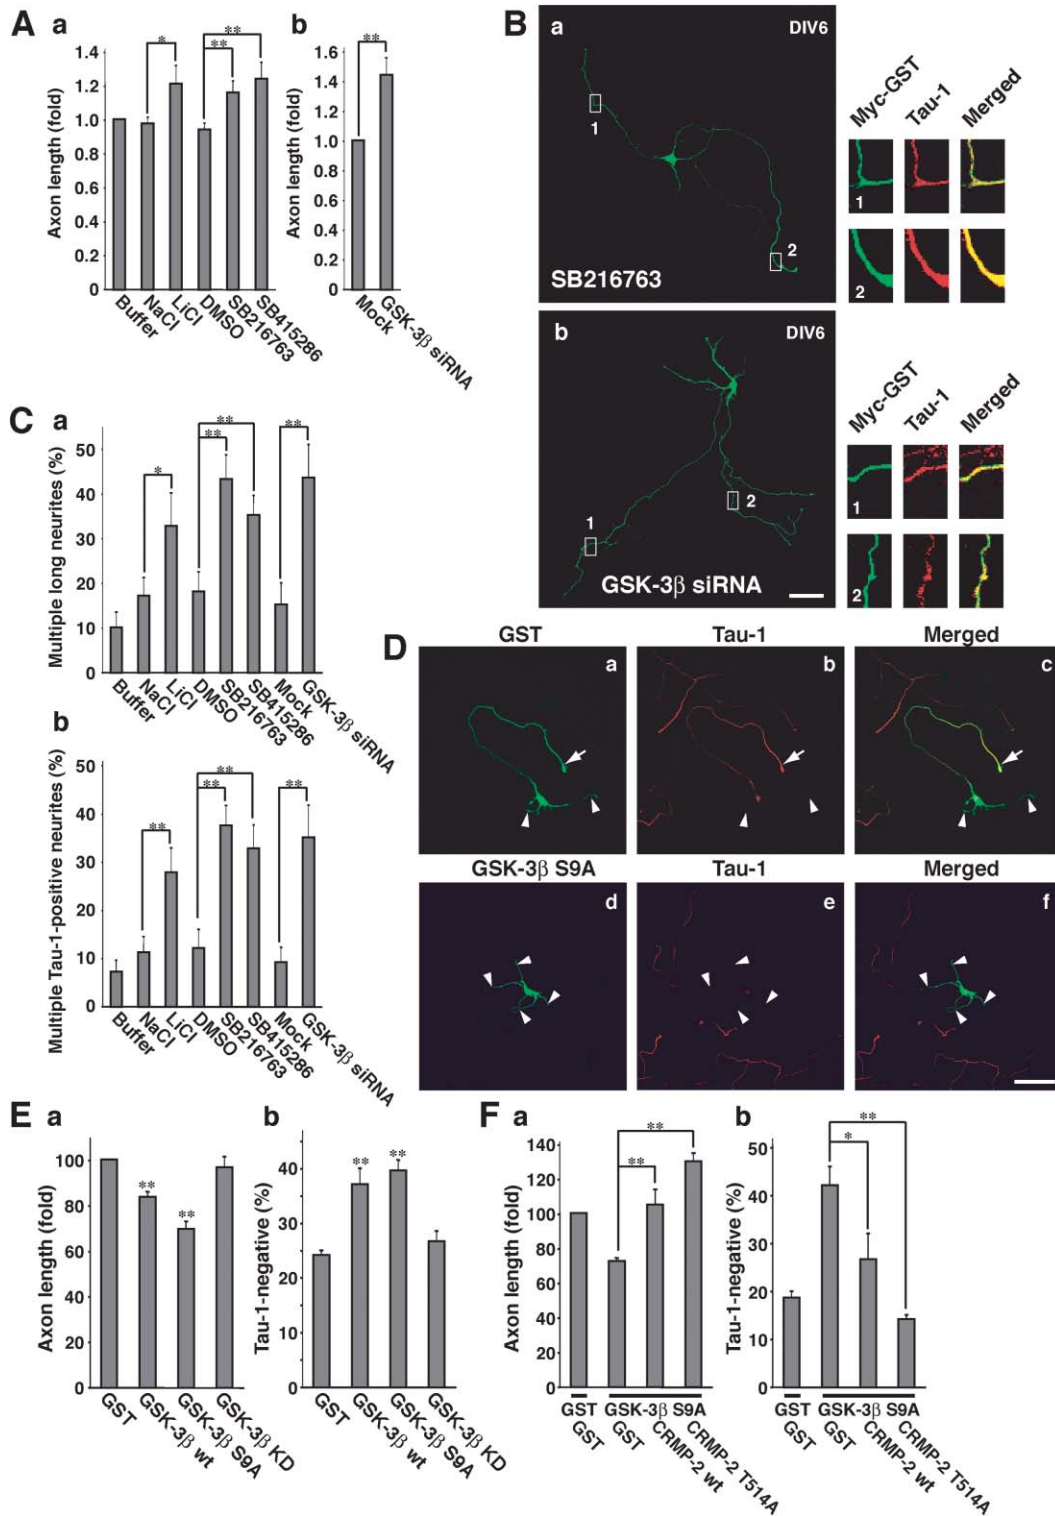 A
a
Axon length (fold)
1.4
1.2
1.0
0.8
0.6
0.4
0.2
0
*
**
**
Buffer
NaCl
LiCl
DMSO
SB216763
SB415286
b
Axon length (fold)
1.6
1.4
1.2
1.0
0.8
0.6
0.4
0.2
0
**
Mock
GSK-3β siRNA
B
a
DIV6
1
2
SB216763
Myc-GST
Tau-1
Merged
1
2
b
DIV6
1
2
GSK-3β siRNA
Myc-GST
Tau-1
Merged
1
2
C
a
Multiple long neurites (%)
50
40
30
20
10
0
*
**
**
**
Buffer
NaCl
LiCl
DMSO
SB216763
SB415286
Mock
GSK-3β siRNA
b
Multiple Tau-1-positive neurites (%)
50
40
30
20
10
0
**
**
**
**
Buffer
NaCl
LiCl
DMSO
SB216763
SB415286
Mock
GSK-3β siRNA
D
GST
Tau-1
Merged
a
b
c
GSK-3β S9A
Tau-1
Merged
d
e
f
E
a
Axon length (fold)
100
80
60
40
20
0
**
**
GST
GSK-3β wt
GSK-3β S9A
GSK-3β KD
b
Tau-1-negative (%)
40
30
20
10
0
**
**
GST
GSK-3β wt
GSK-3β S9A
GSK-3β KD
F
a
Axon length (fold)
140
120
100
80
60
40
20
0
**
**
GST
GSK-3β S9A
GST
GST
CRMP-2 wt
CRMP-2 T514A
b
Tau-1-negative (%)
50
40
30
20
10
0
*
**
GST
GSK-3β S9A
GST
GST
CRMP-2 wt
CRMP-2 T514A